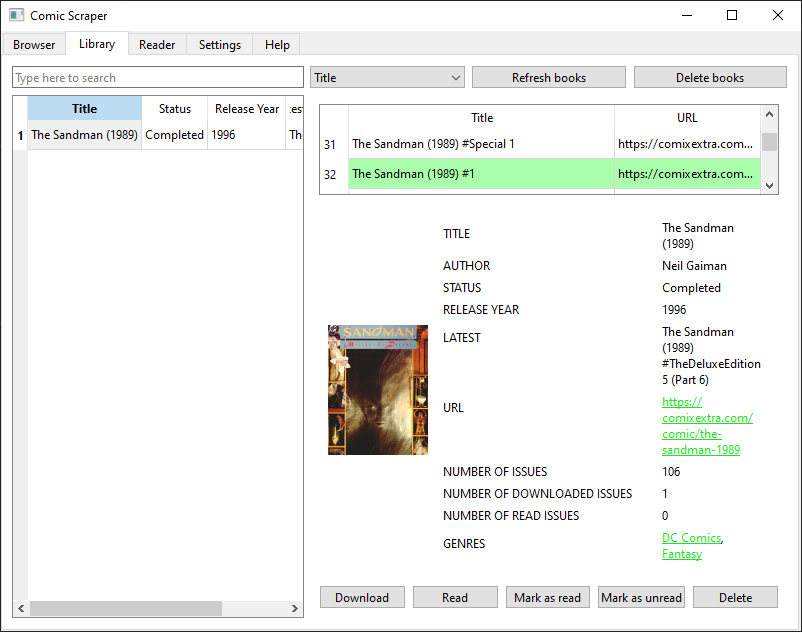 Comic Scraper
Browser Library Reader Settings Help
Type here to search Title Refresh books Delete books
Title Status Release Year
1 The Sandman (1989) Completed 1996 Th
Title URL
31 The Sandman (1989) #Special 1 https://comixextra.com...
32 The Sandman (1989) #1 https://comixextra.com...
TITLE The Sandman
(1989)
AUTHOR Neil Gaiman
STATUS Completed
RELEASE YEAR 1996
LATEST The Sandman
(1989)
#TheDeluxeEdition
5 (Part 6)
SANDMAN
URL https://
comixextra.com/
comic/the-
sandman-1989
NUMBER OF ISSUES 106
NUMBER OF DOWNLOADED ISSUES 1
NUMBER OF READ ISSUES 0
GENRES DC Comics,
Fantasy
Download Read Mark as read Mark as unread Delete